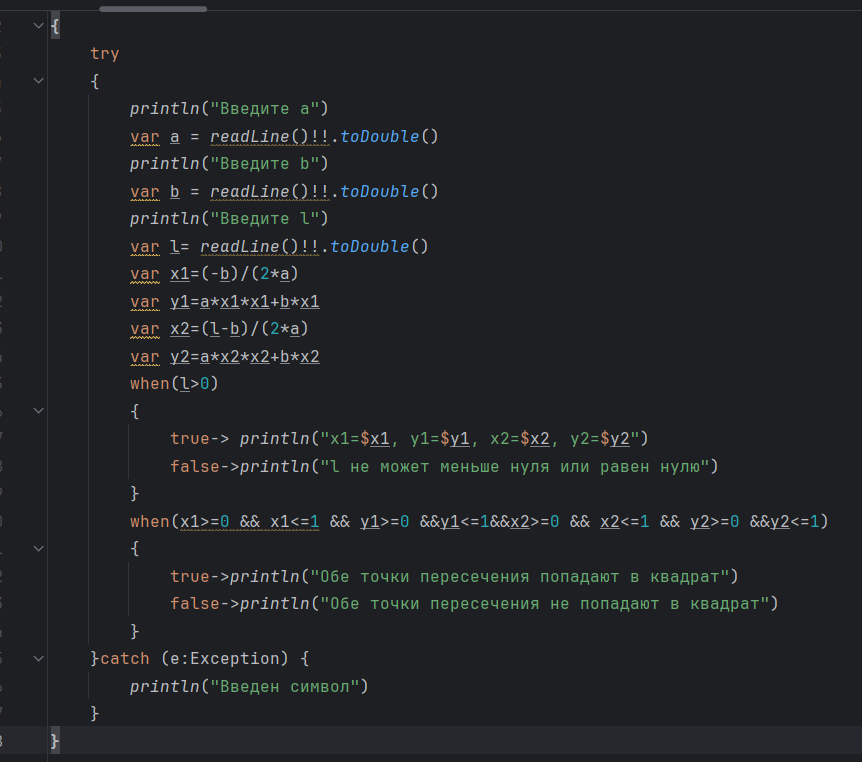 {
try
{
println("Введите a")
var a = readLine()!!.toDouble()
println("Введите b")
var b = readLine()!!.toDouble()
println("Введите l")
var l= readLine()!!.toDouble()
var x1=(-b)/(2*a)
var y1=a*x1*x1+b*x1
var x2=(l-b)/(2*a)
var y2=a*x2*x2+b*x2
when(l>0)
{
true-> println("x1=$x1, y1=$y1, x2=$x2, y2=$y2")
false->println("l не может меньше нуля или равен нулю")
}
when(x1>=0 && x1<=1 && y1>=0 &&y1<=1&&x2>=0 && x2<=1 && y2>=0 &&y2<=1)
{
true->println("Обе точки пересечения попадают в квадрат")
false->println("Обе точки пересечения не попадают в квадрат")
}
}catch (e:Exception) {
println("Введен символ")
}
}